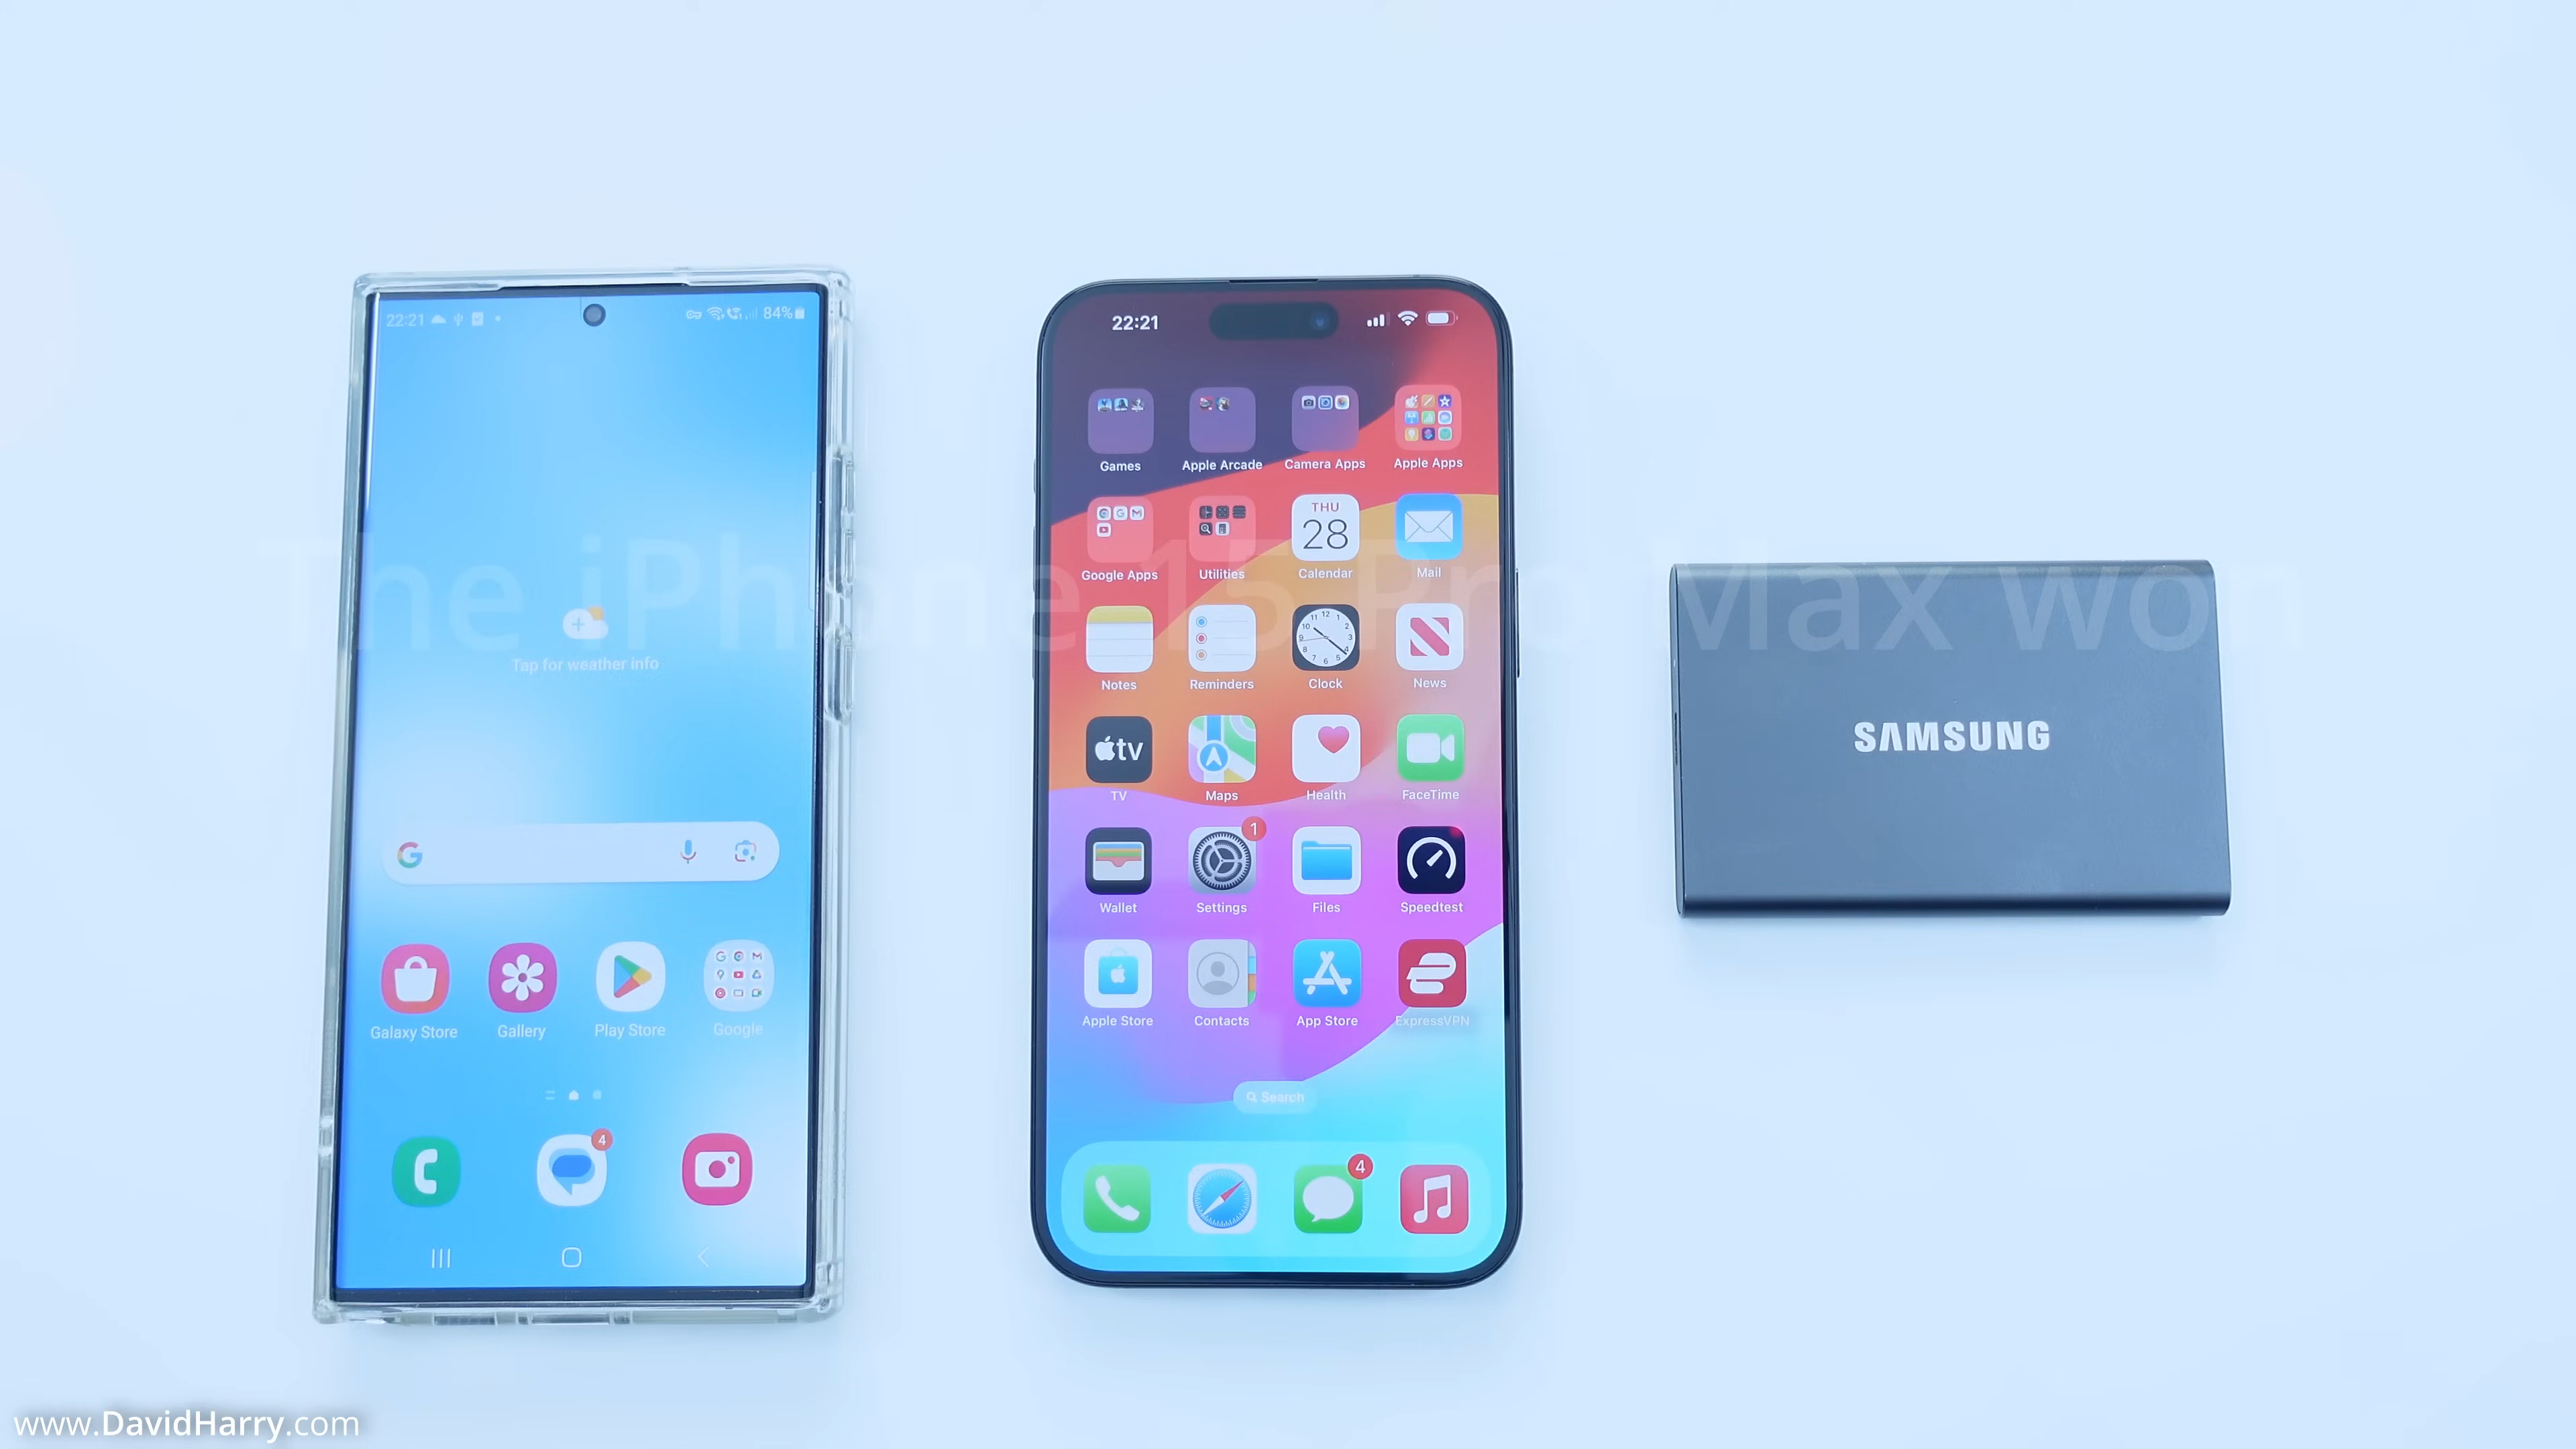 22:21
84%
Tap for weather info
Galaxy Store
Gallery
Play Store
Google
4
22:21
Games
Apple Arcade
Camera Apps
Apple Apps
Google Apps
Utilities
THU
28
Calendar
Mail
Notes
Reminders
Clock
News
tv
TV
Maps
Health
FaceTime
1
Wallet
Settings
Files
Speedtest
Apple Store
Contacts
App Store
ExpressVPN
Search
4
The iPhone 15 Pro Max won
SAMSUNG
www.DavidHarry.com